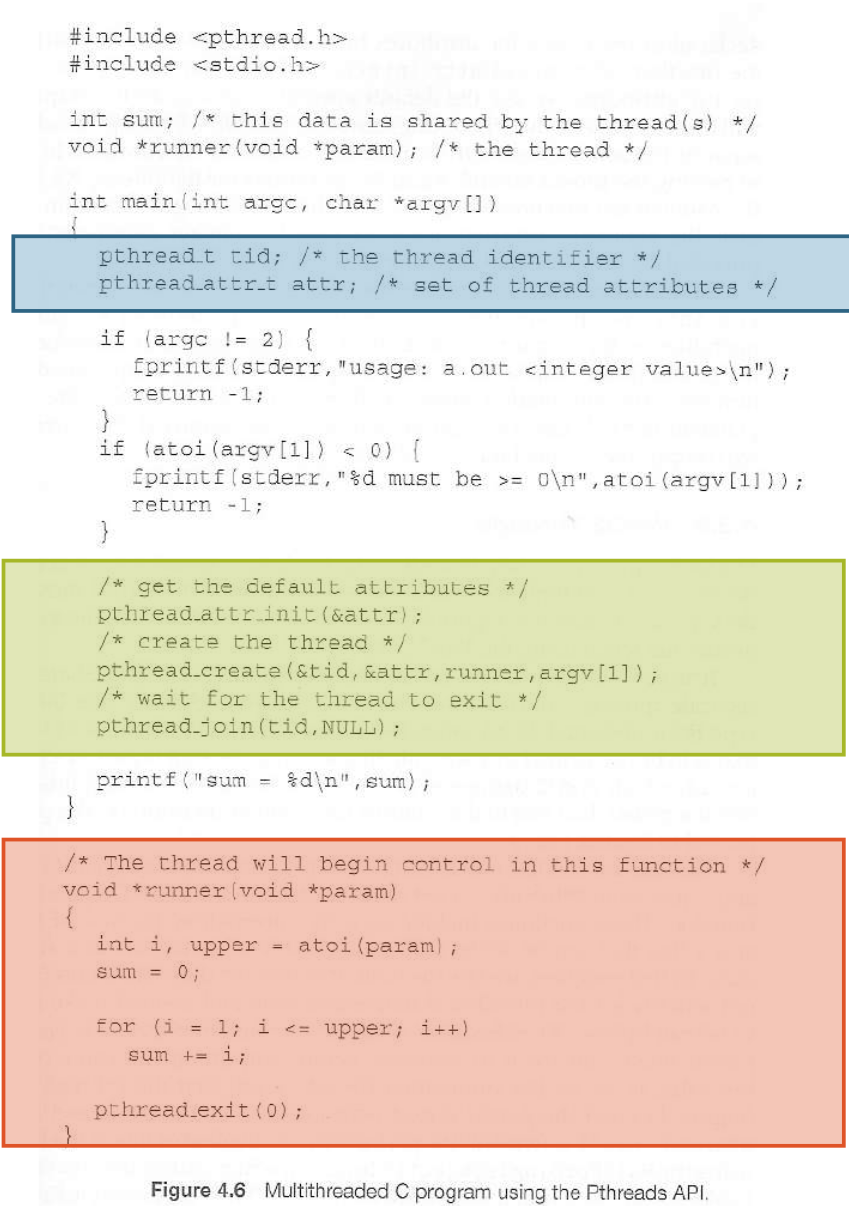 #include <pthread.h>
#include <stdio.h>
int sum; /* this data is shared by the thread(s) */
void *runner(void *param); /* the thread */
int main(int argc, char *argv[])
{
pthread_t tid; /* the thread identifier */
pthread_attr_t attr; /* set of thread attributes */
if (argc != 2) {
fprintf(stderr,"usage: a.out <integer value>\n");
return -1;
}
if (atoi(argv[1]) < 0) {
fprintf(stderr,"%d must be >= 0\n",atoi(argv[1]));
return -1;
}
/* get the default attributes */
pthread_attr_init(&attr);
/* create the thread */
pthread_create(&tid,&attr,runner,argv[1]);
/* wait for the thread to exit */
pthread_join(tid,NULL);
printf("sum = %d\n",sum);
}
/* The thread will begin control in this function */
void *runner(void *param)
{
int i, upper = atoi(param);
sum = 0;
for (i = 1; i <= upper; i++)
sum += i;
pthread_exit(0);
}
Figure 4.6 Multithreaded C program using the Pthreads API.